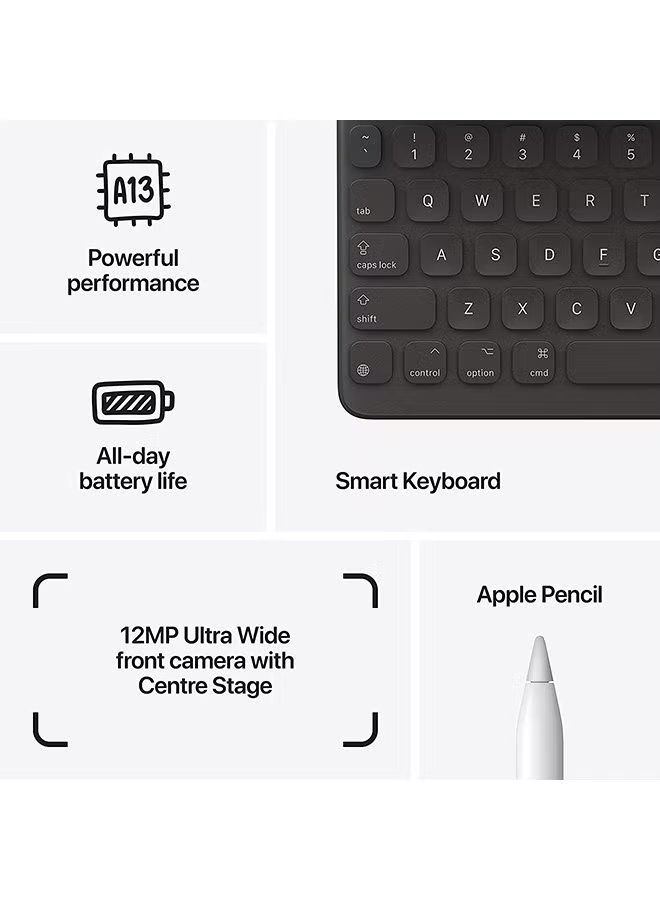 A13
Powerful
performance
~ ! @ # $ %
` 1 2 3 4 5
tab Q W E R T
caps lock A S D F G
shift Z X C V
control option ⌥ ^ cmd ⌘
All-day
battery life
Smart Keyboard
12MP Ultra Wide
front camera with
Centre Stage
Apple Pencil